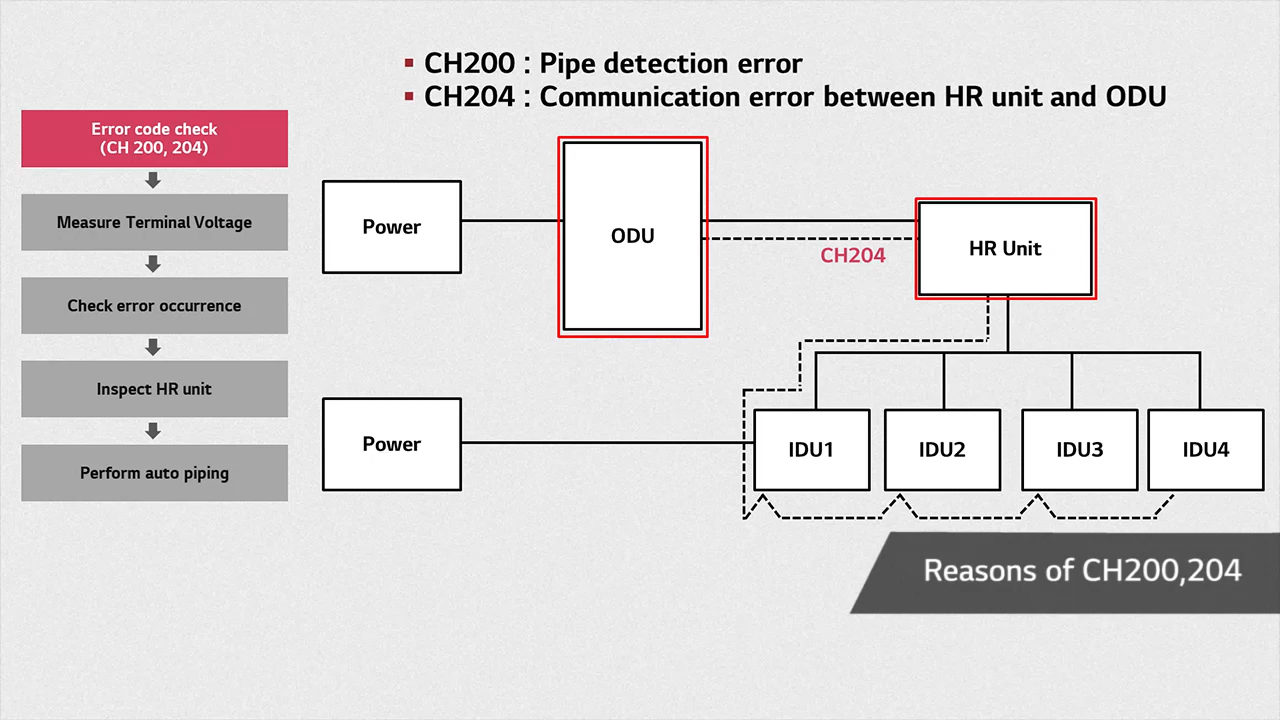 CH200 : Pipe detection error
CH204 : Communication error between HR unit and ODU
Error code check
(CH 200, 204)
Measure Terminal Voltage
Check error occurrence
Inspect HR unit
Perform auto piping
Power
ODU
CH204
HR Unit
Power
IDU1
IDU2
IDU3
IDU4
Reasons of CH200,204